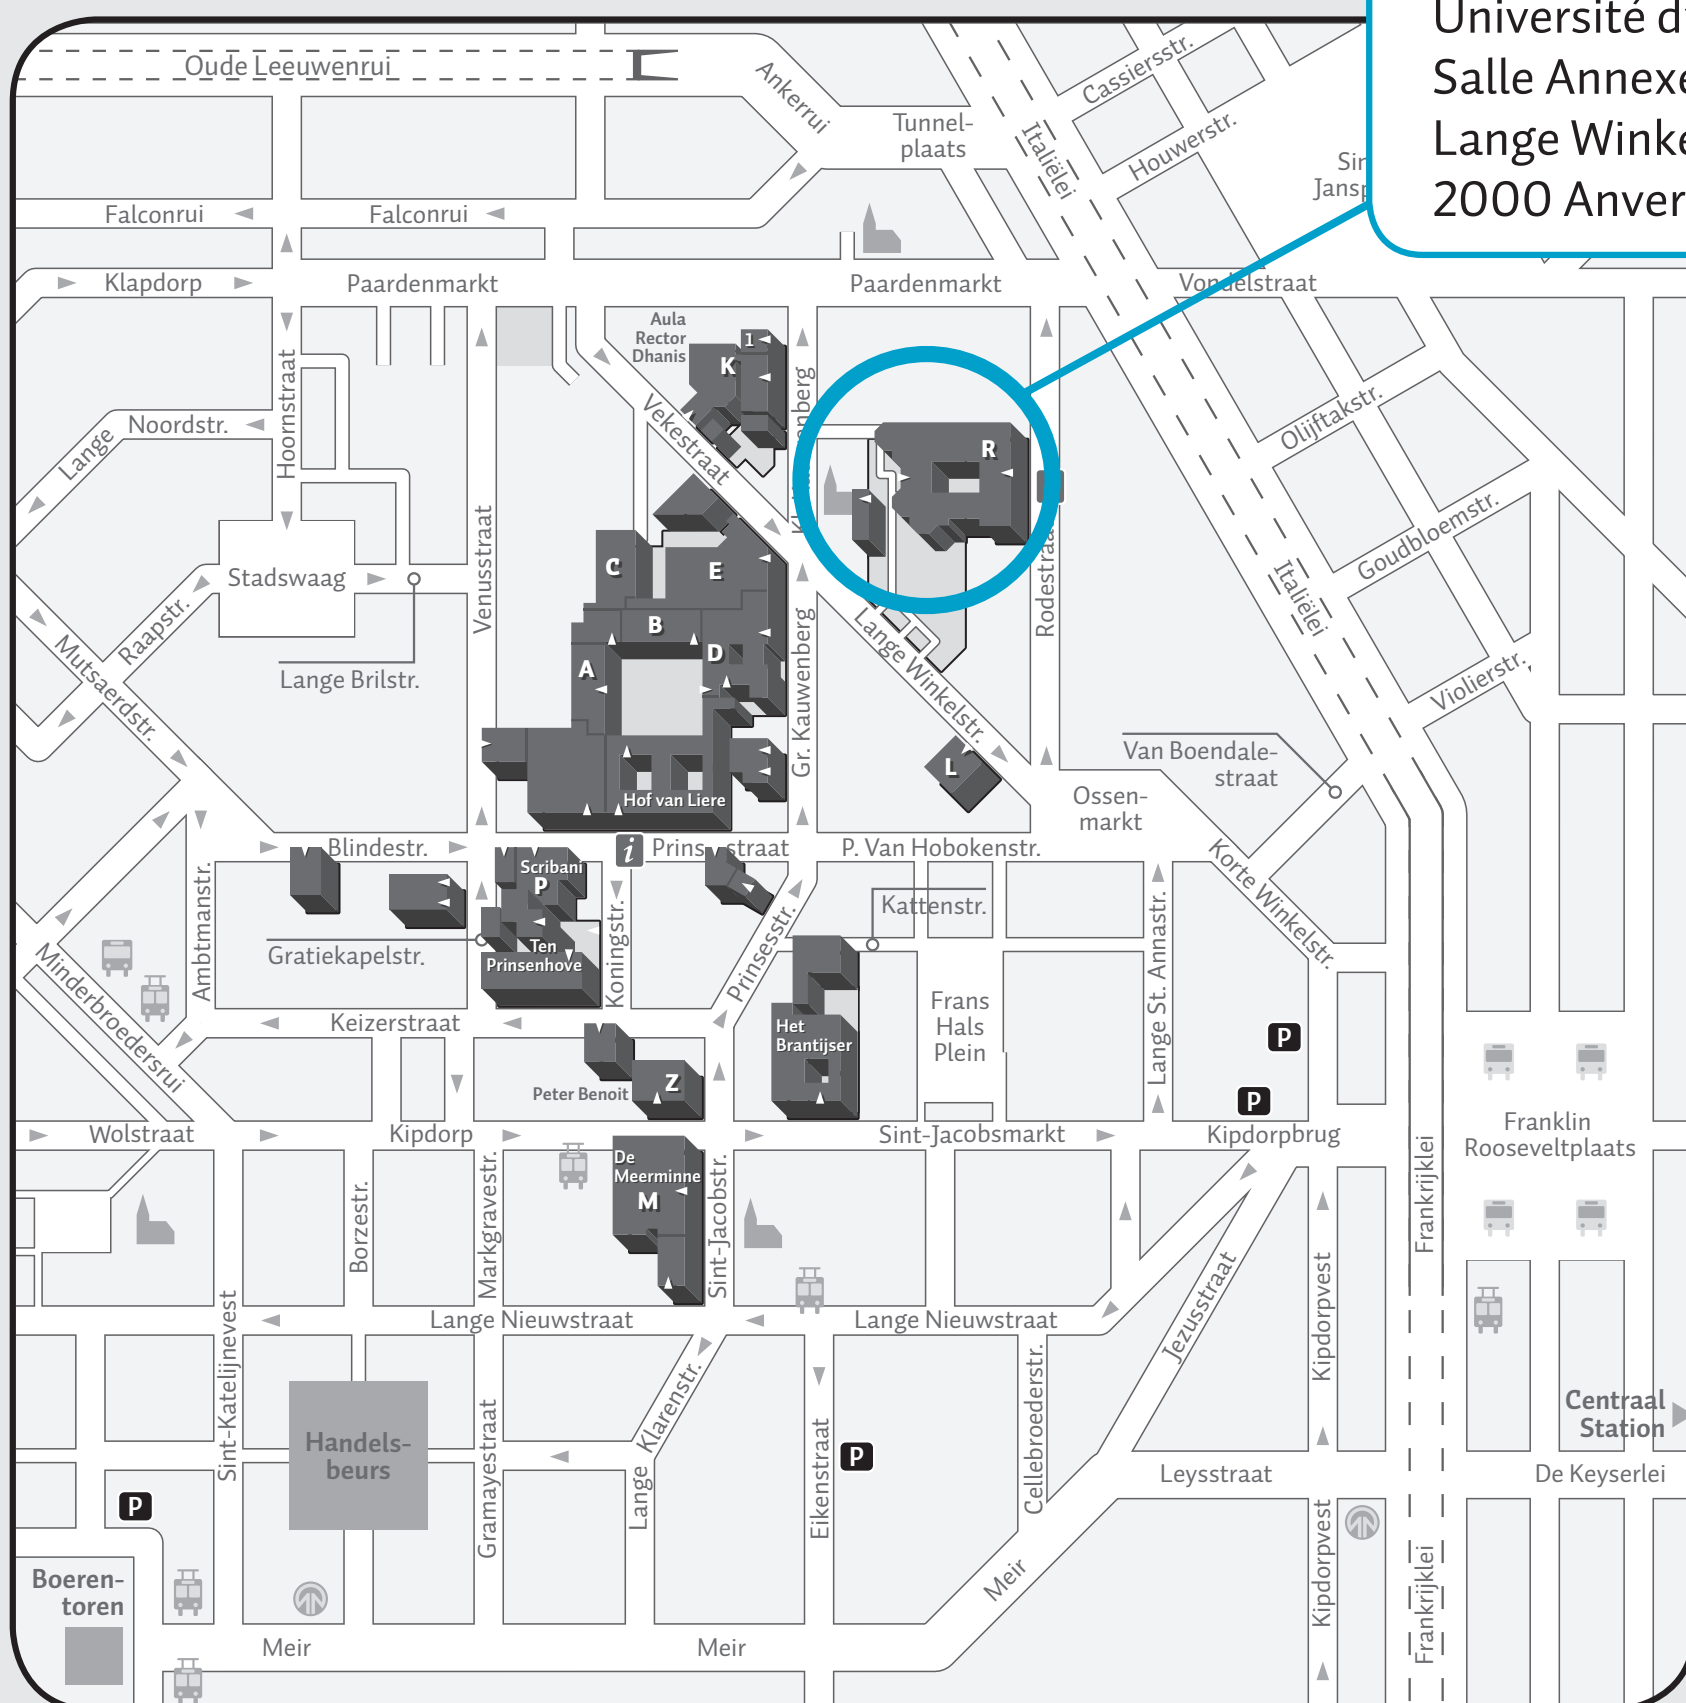 Université d'
Salle Annexe
Lange Winke
2000 Anver
Oude Leeuwenrui
Ankerrui
Tunnel-
plaats
Italiëlei
Cassiersstr.
Houwerstr.
Sin
Jansp
Falconrui
Falconrui
Klapdorp
Paardenmarkt
Paardenmarkt
Vondelstraat
Aula
Rector
Dhanis
1
K
Hoornstraat
Noordstr.
Lange
Vekestraat
R
Olijftakstr.
Goudbloemstr.
Venusstraat
Stadswaag
Raapstr.
Mutsaerdstr.
Lange Brilstr.
C
E
B
A
D
Gr. Kauwenberg
Lange Winkelstr.
Rodestraat
Italiëlei
Violierstr.
Van Boendale-
straat
L
Ossen-
markt
Hof van Liere
Blindestr.
i
Prinsstraat
P. Van Hobokenstr.
Korte Winkelstr.
Scribani
P
Ten
Prinsenhove
Ambtmanstr.
Gratiekapelstr.
Koningstr.
Prinsesstr.
Kattenstr.
Lange St. Annastr.
Minderbroedersrui
Keizerstraat
Frans
Hals
Plein
Het
Brantijser
P
P
Z
Peter Benoit
Wolstraat
Kipdorp
Sint-Jacobsmarkt
Kipdorpbrug
Franklin
Rooseveltplaats
De
Meerminne
M
Borzestr.
Markgravestr.
Sint-Jacobstr.
Frankrijklei
Jezusstraat
Kipdorpvest
Sint-Katelijnevest
Lange Nieuwstraat
Lange Nieuwstraat
Lange Klarenstr.
Cellebroederstr.
Centraal
Station
Handels-
beurs
Gramayestraat
Eikenstraat
P
Leysstraat
De Keyserlei
P
Kipdorpvest
Frankrijklei
Boeren-
toren
Meir
Meir
Meir